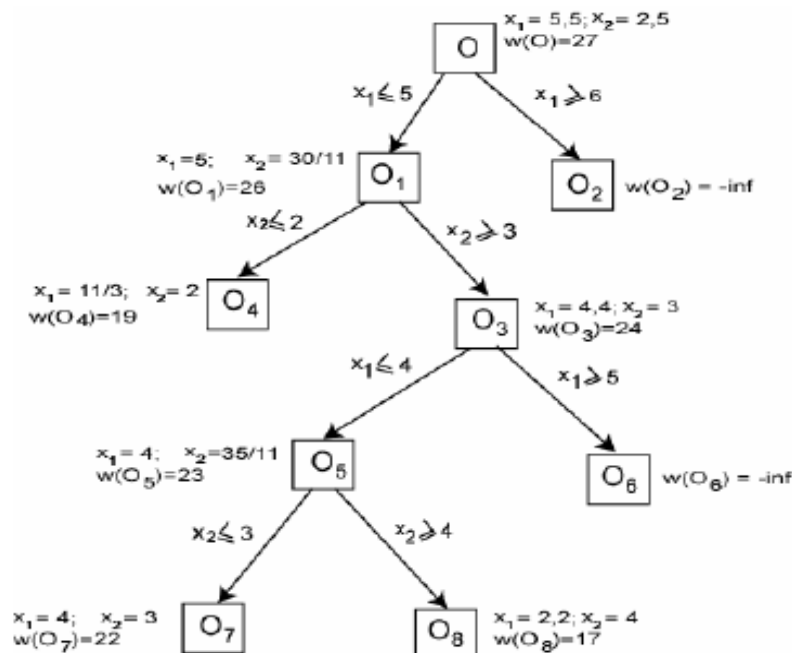 x₁= 5,5; x₂= 2,5
w(O)=27
O
x₁⩽5
x₁⩾6
x₁=5; x₂= 30/11
w(O₁)=26
O₁
O₂
w(O₂) = -inf
x₂⩽2
x₂⩾3
x₁= 11/3; x₂= 2
w(O₄)=19
O₄
O₃
x₁= 4,4; x₂= 3
w(O₃)=24
x₁⩽4
x₁⩾5
x₁= 4; x₂=35/11
w(O₅)=23
O₅
O₆
w(O₆) = -inf
x₂⩽3
x₂⩾4
x₁= 4; x₂= 3
w(O₇)=22
O₇
O₈
x₁= 2,2; x₂= 4
w(O₈)=17